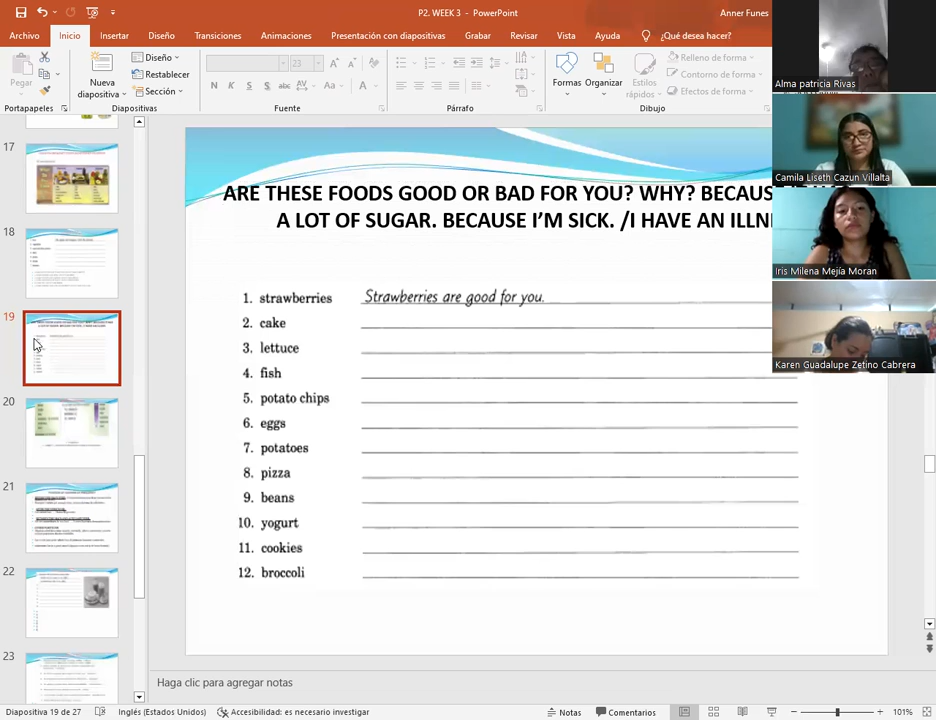 P2. WEEK 3 - PowerPoint
Anner Funes
Archivo Inicio Insertar Diseño Transiciones Animaciones Presentación con diapositivas Grabar Revisar Vista Ayuda ¿Qué desea hacer?
Pegar
Nueva diapositiva
Diseño
Restablecer
Sección
23
N K S abc AV Aa A
Formas
Organizar
Estilos rápidos
Relleno de forma
Contorno de forma
Efectos de forma
Portapapeles Diapositivas Fuente Párrafo Dibujo
Alma patricia Rivas
Camila Liseth Cazun Villalta
Iris Milena Mejía Moran
Karen Guadalupe Zetino Cabrera
17
18
19
20
21
22
23
ARE THESE FOODS GOOD OR BAD FOR YOU? WHY? BECAUS
A LOT OF SUGAR. BECAUSE I'M SICK. /I HAVE AN ILLN
1. strawberries Strawberries are good for you.
2. cake
3. lettuce
4. fish
5. potato chips
6. eggs
7. potatoes
8. pizza
9. beans
10. yogurt
11. cookies
12. broccoli
Haga clic para agregar notas
Diapositiva 19 de 27 Inglés (Estados Unidos) Accesibilidad: es necesario investigar Notas Comentarios 101%